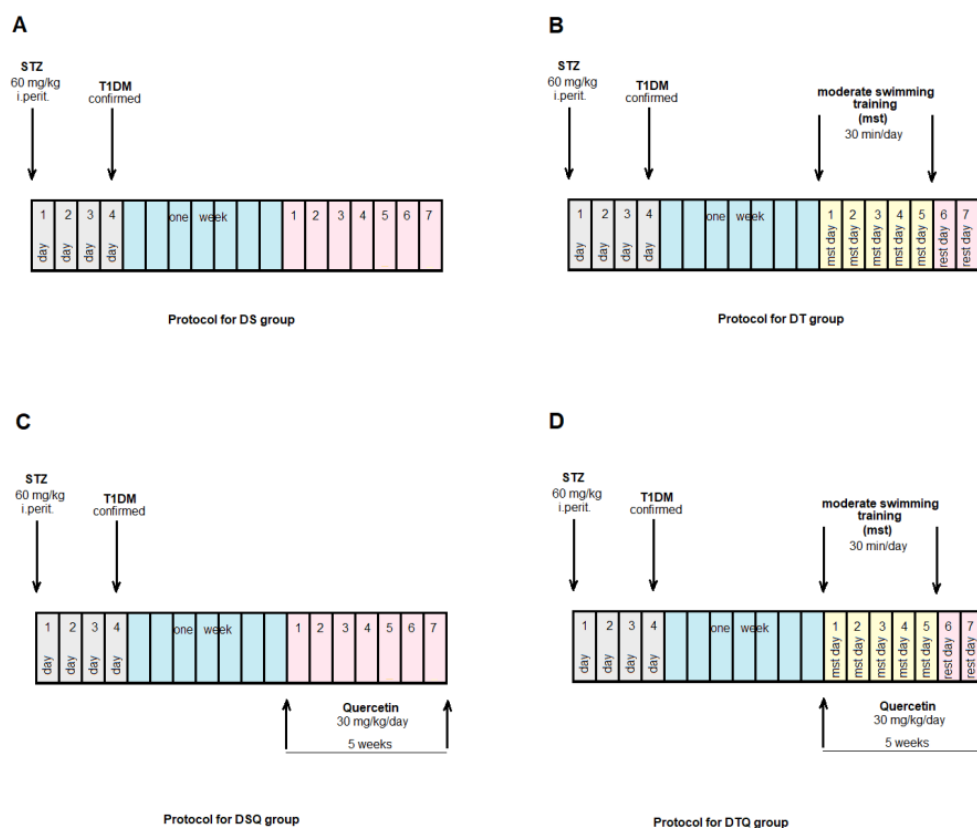 A
STZ
60 mg/kg
i.perit.
T1DM
confirmed
1 2 3 4 one week 1 2 3 4 5 6 7
day day day day
Protocol for DS group
B
STZ
60 mg/kg
i.perit.
T1DM
confirmed
moderate swimming
training
(mst)
30 min/day
1 2 3 4 one week 1 2 3 4 5 6 7
day day day day mst day mst day mst day mst day mst day rest day rest day
Protocol for DT group
C
STZ
60 mg/kg
i.perit.
T1DM
confirmed
1 2 3 4 one week 1 2 3 4 5 6 7
day day day day
Quercetin
30 mg/kg/day
5 weeks
Protocol for DSQ group
D
STZ
60 mg/kg
i.perit.
T1DM
confirmed
moderate swimming
training
(mst)
30 min/day
1 2 3 4 one week 1 2 3 4 5 6 7
day day day day mst day mst day mst day mst day mst day rest day rest day
Quercetin
30 mg/kg/day
5 weeks
Protocol for DTQ group